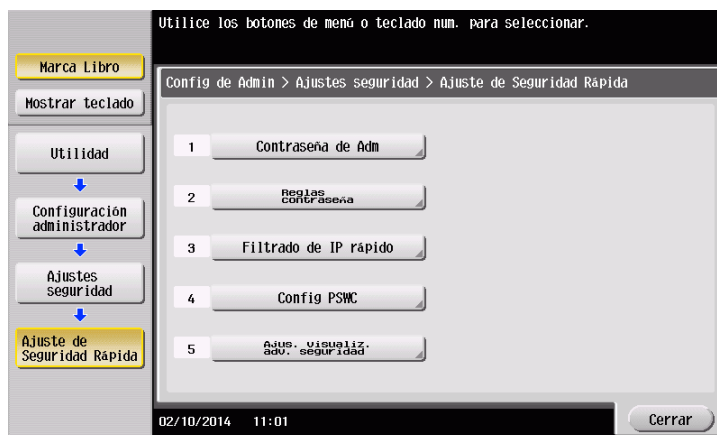 Utilice los botones de menú o teclado num. para seleccionar.
Marca Libro
Mostrar teclado
Config de Admin > Ajustes seguridad > Ajuste de Seguridad Rápida
Utilidad
Configuración
administrador
Ajustes
seguridad
Ajuste de
Seguridad Rápida
1 Contraseña de Adm
2 Reglas
contraseña
3 Filtrado de IP rápido
4 Config PSWC
5 Ajus. visualiz.
adv. seguridad
02/10/2014 11:01
Cerrar